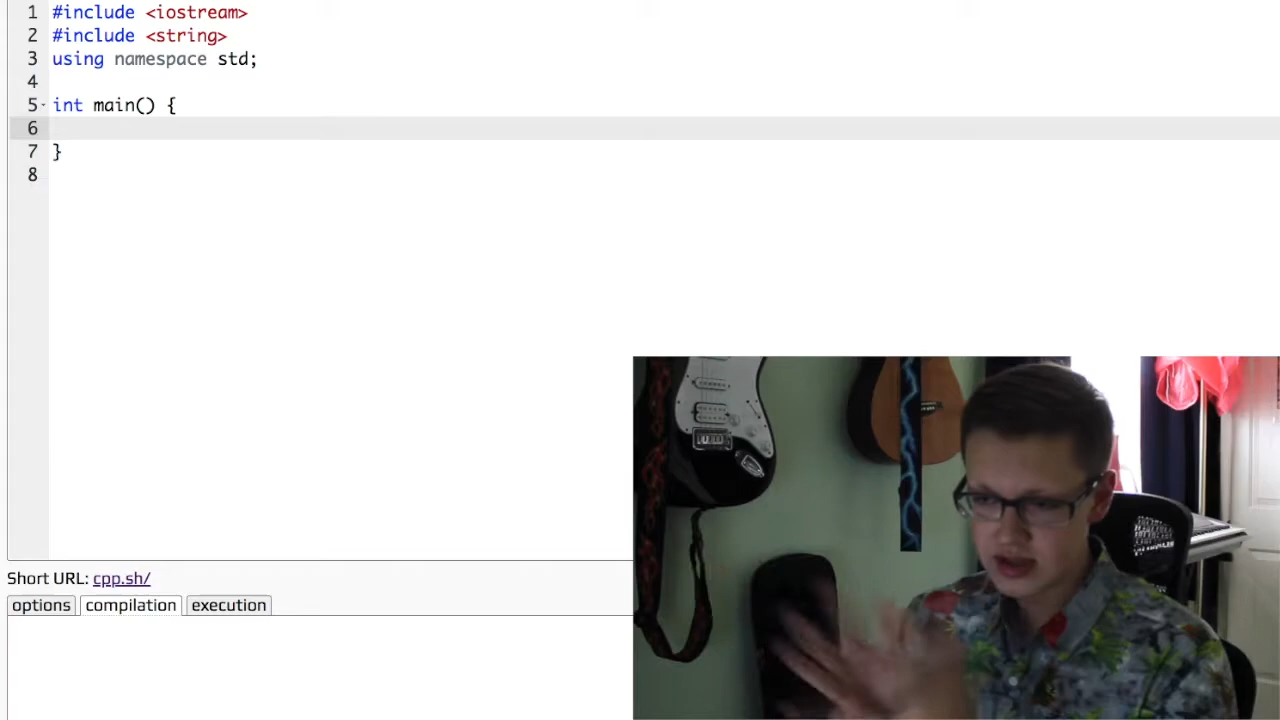 1 #include <iostream>
2 #include <string>
3 using namespace std;
4
5 int main() {
6
7 }
8
Short URL: cpp.sh/
options compilation execution